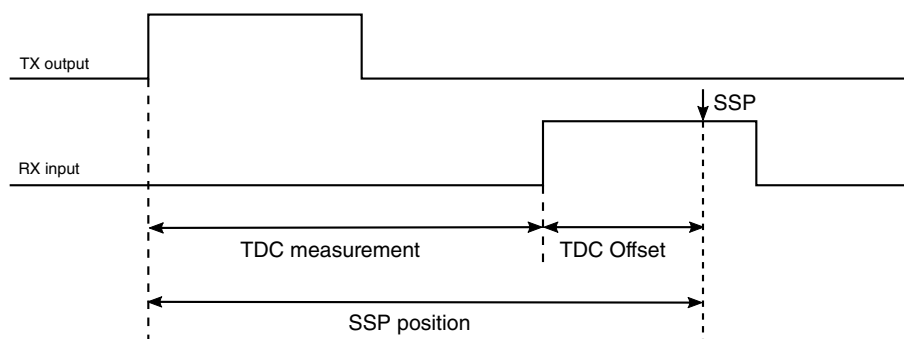 TX output
SSP
RX input
TDC measurement
TDC Offset
SSP position